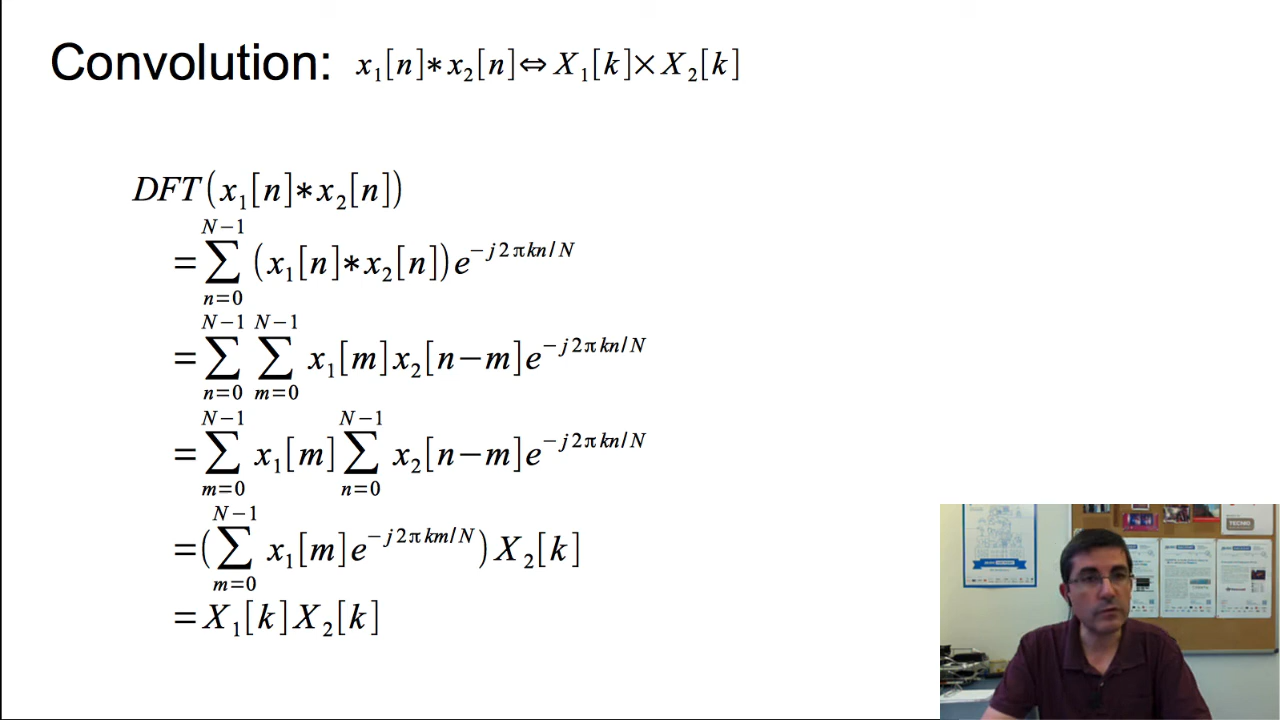 Convolution: x₁[n]∗x₂[n]⇔X₁[k]×X₂[k]
DFT(x₁[n]∗x₂[n])
=∑_{n=0}^{N−1} (x₁[n]∗x₂[n])e^{−j2πkn/N}
=∑_{n=0}^{N−1} ∑_{m=0}^{N−1} x₁[m]x₂[n−m]e^{−j2πkn/N}
=∑_{m=0}^{N−1} x₁[m]∑_{n=0}^{N−1} x₂[n−m]e^{−j2πkn/N}
=(∑_{m=0}^{N−1} x₁[m]e^{−j2πkm/N})X₂[k]
=X₁[k]X₂[k]